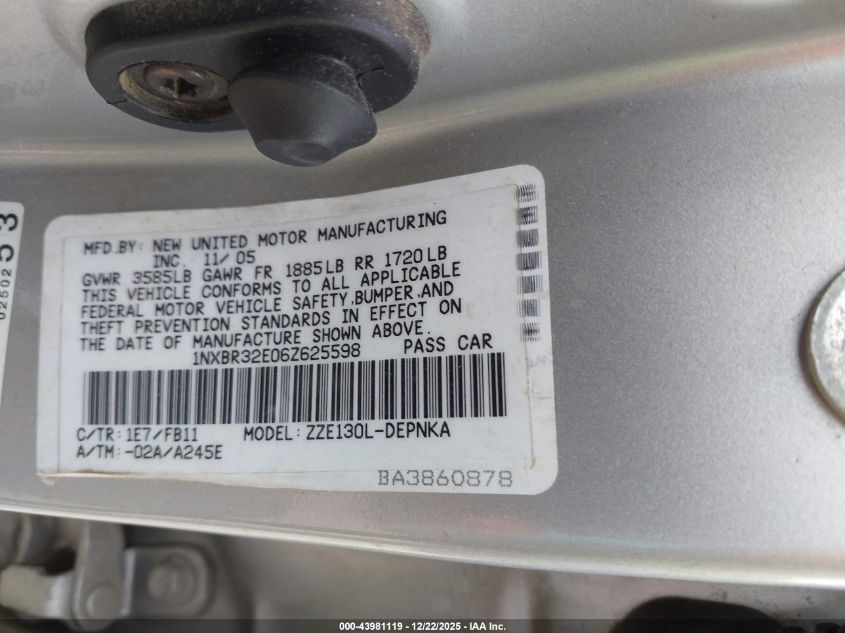 02502
53
MFD.BY: NEW UNITED MOTOR MANUFACTURING
INC. 11/05
GVWR 3585LB GAWR FR 1885LB RR 1720LB
THIS VEHICLE CONFORMS TO ALL APPLICABLE
FEDERAL MOTOR VEHICLE SAFETY,BUMPER,AND
THEFT PREVENTION STANDARDS IN EFFECT ON
THE DATE OF MANUFACTURE SHOWN ABOVE.
1NXBR32E06Z625598 PASS CAR
C/TR: 1E7/FB11 MODEL: ZZE130L-DEPNKA
A/TM: -02A/A245E
BA3860878
000-43981119 - 12/22/2025 - IAA Inc.